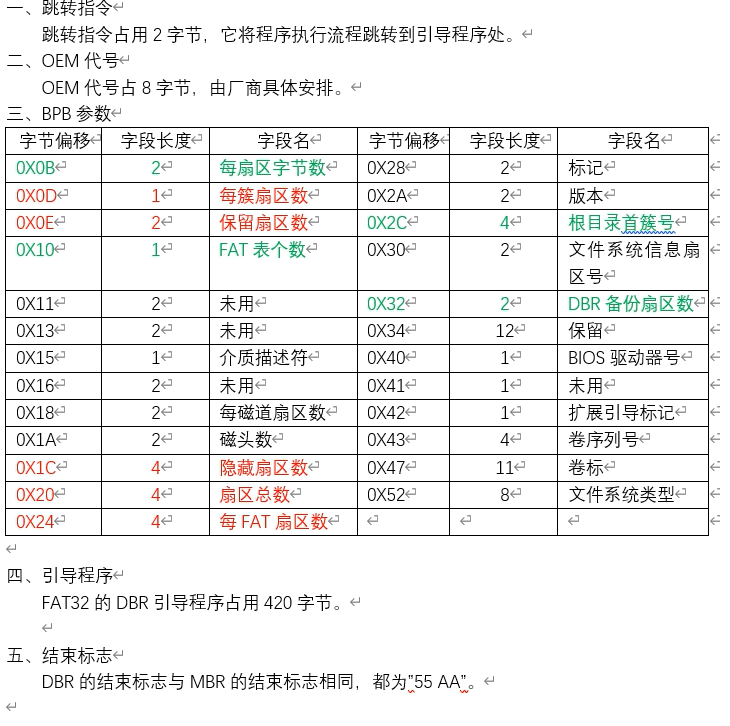 一、跳转指令
跳转指令占用 2 字节，它将程序执行流程跳转到引导程序处。
二、OEM 代号
OEM 代号占 8 字节，由厂商具体安排。
三、BPB 参数
字节偏移 字段长度 字段名 字节偏移 字段长度 字段名
0X0B 2 每扇区字节数 0X28 2 标记
0X0D 1 每簇扇区数 0X2A 2 版本
0X0E 2 保留扇区数 0X2C 4 根目录首簇号
0X10 1 FAT 表个数 0X30 2 文件系统信息扇
区号
0X11 2 未用 0X32 2 DBR 备份扇区数
0X13 2 未用 0X34 12 保留
0X15 1 介质描述符 0X40 1 BIOS 驱动器号
0X16 2 未用 0X41 1 未用
0X18 2 每磁道扇区数 0X42 1 扩展引导标记
0X1A 2 磁头数 0X43 4 卷序列号
0X1C 4 隐藏扇区数 0X47 11 卷标
0X20 4 扇区总数 0X52 8 文件系统类型
0X24 4 每 FAT 扇区数
四、引导程序
FAT32 的 DBR 引导程序占用 420 字节。
五、结束标志
DBR 的结束标志与 MBR 的结束标志相同，都为”55 AA”。